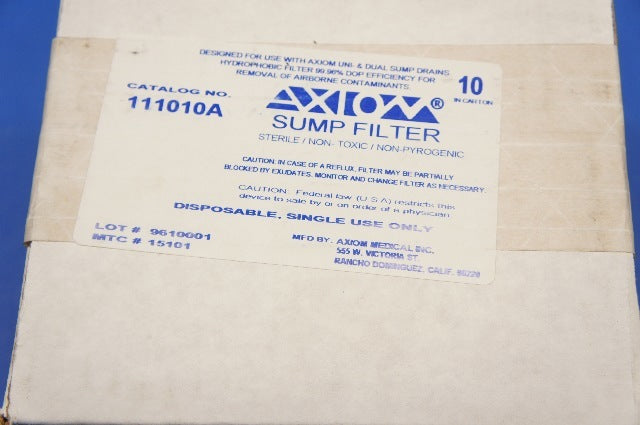 DESIGNED FOR USE WITH AXIOM UNI- & DUAL SUMP DRAINS.
HYDROPHOBIC FILTER 99.96% DOP EFFICIENCY FOR
REMOVAL OF AIRBORNE CONTAMINANTS.
CATALOG NO.
111010A
AXIOM®
10
IN CARTON
SUMP FILTER
STERILE / NON- TOXIC / NON-PYROGENIC
CAUTION: IN CASE OF A REFLUX, FILTER MAY BE PARTIALLY
BLOCKED BY EXUDATES. MONITOR AND CHANGE FILTER AS NECESSARY.
CAUTION: Federal law (U.S.A) restricts this
device to sale by or on order of a physician.
DISPOSABLE, SINGLE USE ONLY
LOT # 9610001
MTC # 15101
MFD BY: AXIOM MEDICAL INC.
555 W. VICTORIA ST.
RANCHO DOMINGUEZ, CALIF. 90220